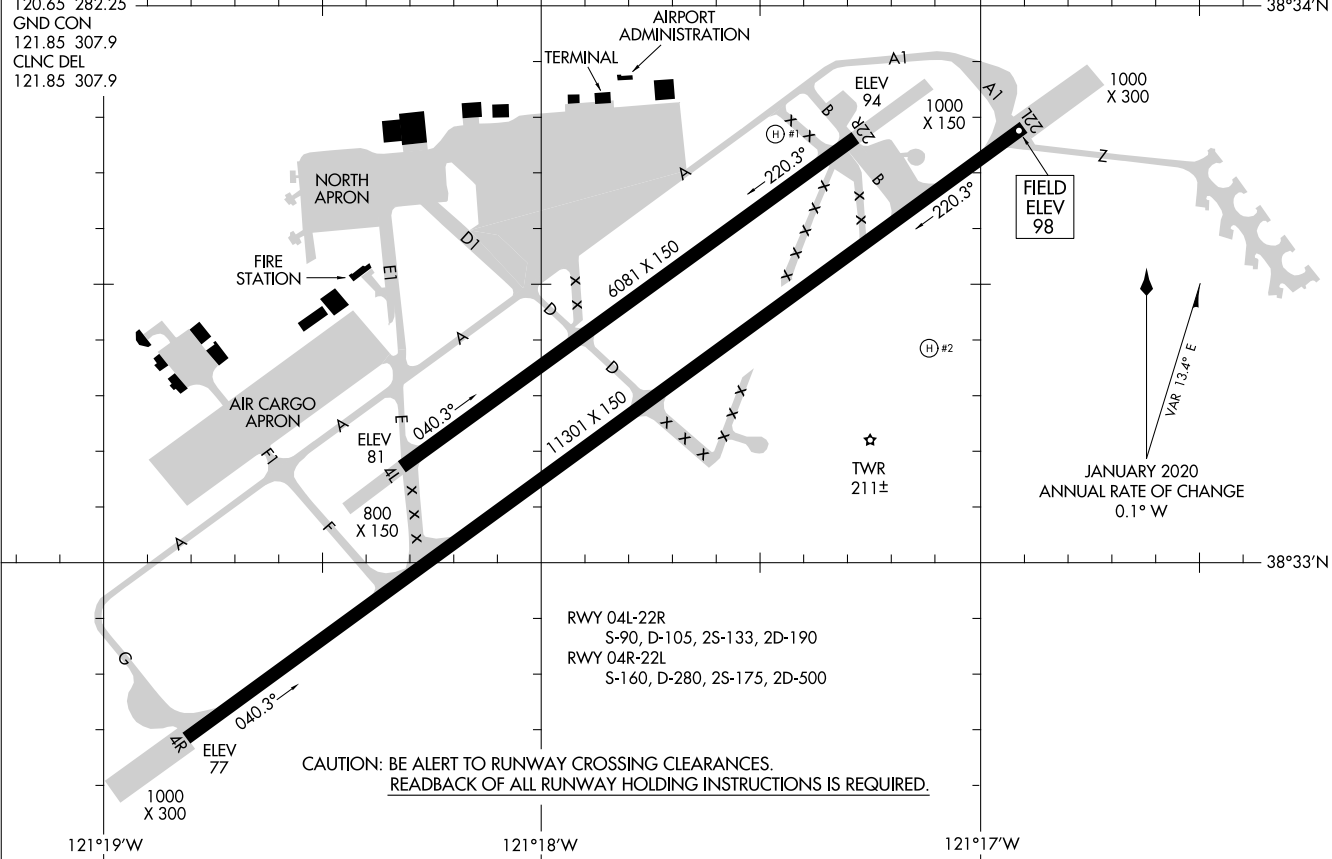 120.65 282.25
GND CON
121.85 307.9
CLNC DEL
121.85 307.9
38°34'N
AIRPORT
ADMINISTRATION
TERMINAL
A1
A1
B
ELEV
94
22R
1000
X 150
22L
1000
X 300
H #1
X
X
A
220.3°
B
Z
NORTH
APRON
X
X
X
X
X
X
X
220.3°
FIELD
ELEV
98
D1
FIRE
STATION
E1
X
X
6081 X 150
D
A
H #2
VAR 13.4° E
D
AIR CARGO
APRON
A
E
040.3°
11301 X 150
X
X
X
X
X
X
F1
ELEV
81
4L
TWR
211±
JANUARY 2020
ANNUAL RATE OF CHANGE
0.1° W
X
X
X
800
X 150
F
A
38°33'N
RWY 04L-22R
S-90, D-105, 2S-133, 2D-190
RWY 04R-22L
S-160, D-280, 2S-175, 2D-500
G
040.3°
4R
ELEV
77
CAUTION: BE ALERT TO RUNWAY CROSSING CLEARANCES.
READBACK OF ALL RUNWAY HOLDING INSTRUCTIONS IS REQUIRED.
1000
X 300
121°19'W
121°18'W
121°17'W